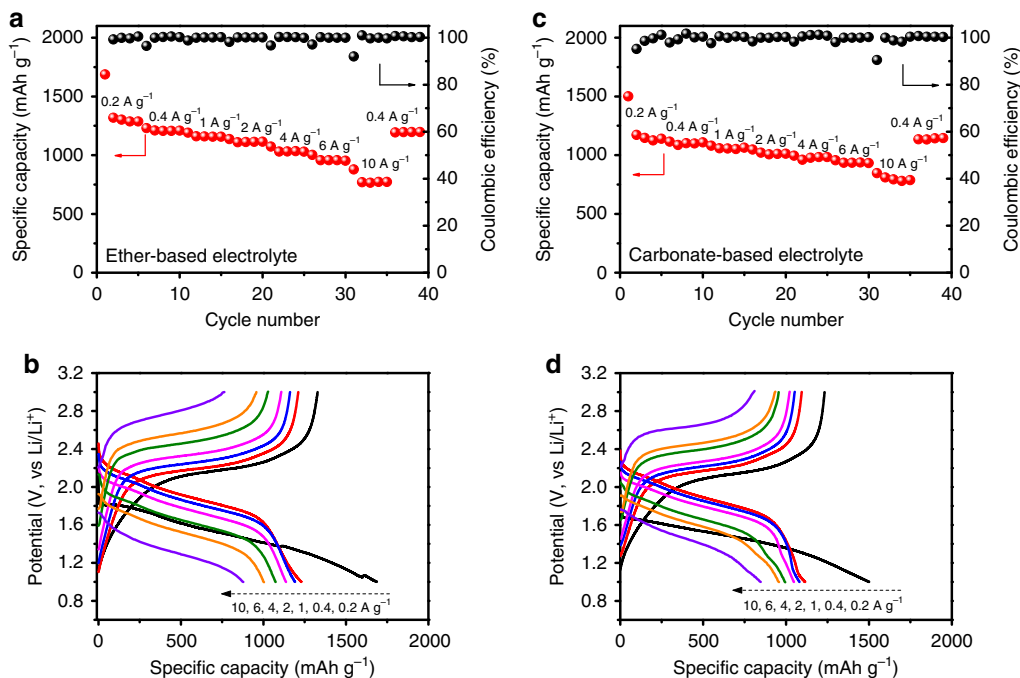 a
Specific capacity (mAh g⁻¹)
2000
1500
1000
500
0
0.2 A g⁻¹
0.4 A g⁻¹
1 A g⁻¹
2 A g⁻¹
4 A g⁻¹
6 A g⁻¹
10 A g⁻¹
0.4 A g⁻¹
Ether-based electrolyte
100
80
60
40
20
0
Coulombic efficiency (%)
0 10 20 30 40
Cycle number
c
Specific capacity (mAh g⁻¹)
2000
1500
1000
500
0
0.2 A g⁻¹
0.4 A g⁻¹
1 A g⁻¹
2 A g⁻¹
4 A g⁻¹
6 A g⁻¹
10 A g⁻¹
0.4 A g⁻¹
Carbonate-based electrolyte
100
80
60
40
20
0
Coulombic efficiency (%)
0 10 20 30 40
Cycle number
b
Potential (V, vs Li/Li⁺)
3.2
2.8
2.4
2.0
1.6
1.2
0.8
10, 6, 4, 2, 1, 0.4, 0.2 A g⁻¹
0 500 1000 1500 2000
Specific capacity (mAh g⁻¹)
d
Potential (V, vs Li/Li⁺)
3.2
2.8
2.4
2.0
1.6
1.2
0.8
10, 6, 4, 2, 1, 0.4, 0.2 A g⁻¹
0 500 1000 1500 2000
Specific capacity (mAh g⁻¹)